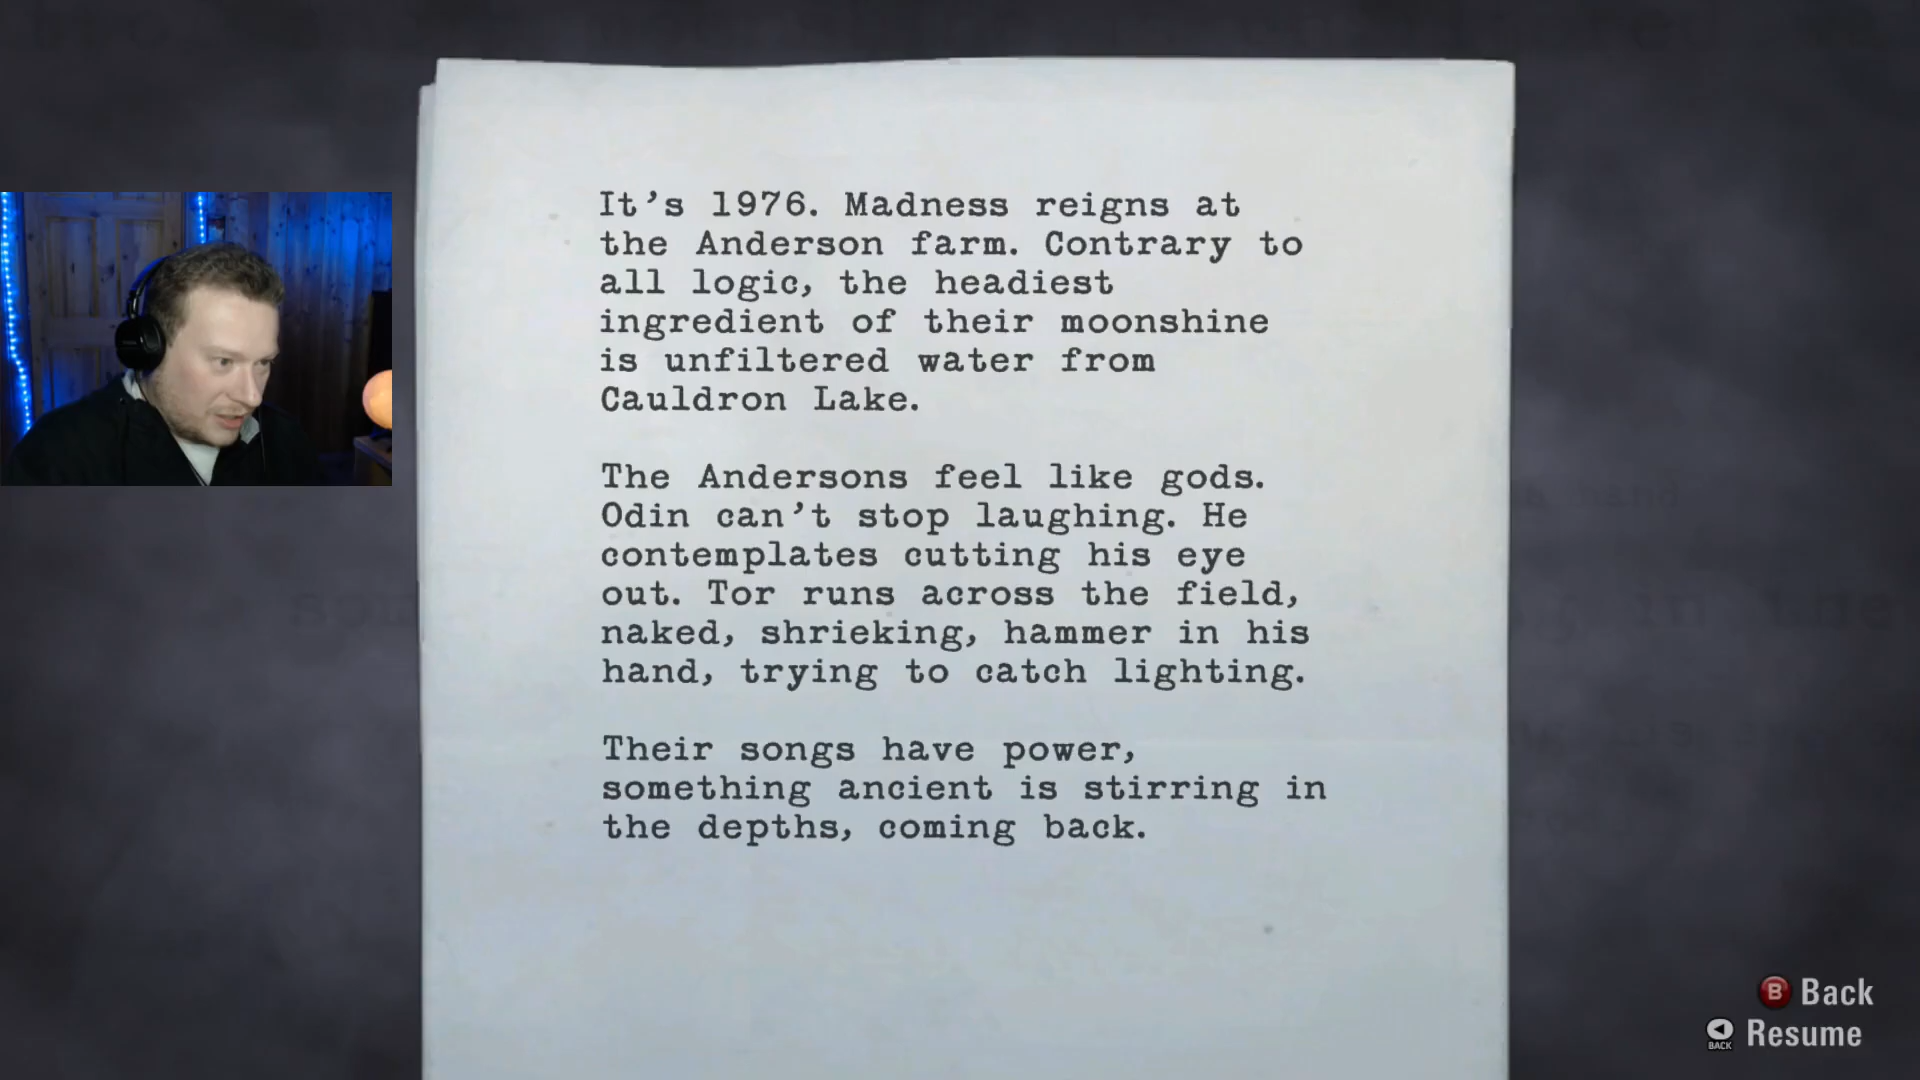 It's 1976. Madness reigns at
the Anderson farm. Contrary to
all logic, the headiest
ingredient of their moonshine
is unfiltered water from
Cauldron Lake.
The Andersons feel like gods.
Odin can't stop laughing. He
contemplates cutting his eye
out. Tor runs across the field,
naked, shrieking, hammer in his
hand, trying to catch lighting.
Their songs have power,
something ancient is stirring in
the depths, coming back.
B Back
BACK Resume